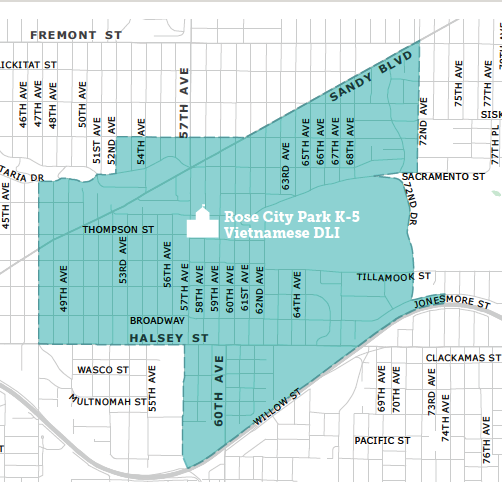 FREMONT ST
ICKITAT ST
46TH AVE
47TH AVE
48TH AVE
50TH AVE
51ST AVE
52ND AVE
54TH AVE
57TH AVE
SANDY BLVD
63RD AVE
65TH AVE
66TH AVE
67TH AVE
68TH AVE
72ND AVE
75TH AVE
77TH AVE
SISK
77TH PL
TARIA DR
45TH AVE
SACRAMENTO ST
72ND DR
Rose City Park K-5
Vietnamese DLI
THOMPSON ST
49TH AVE
53RD AVE
56TH AVE
57TH AVE
58TH AVE
59TH AVE
60TH AVE
61ST AVE
62ND AVE
64TH AVE
TILLAMOOK ST
JONESMORE ST
BROADWAY
HALSEY ST
WASCO ST
MULTNOMAH ST
55TH AVE
60TH AVE
WILLOW ST
CLACKAMAS ST
69TH AVE
70TH AVE
73RD AVE
74TH AVE
76TH AVE
PACIFIC ST